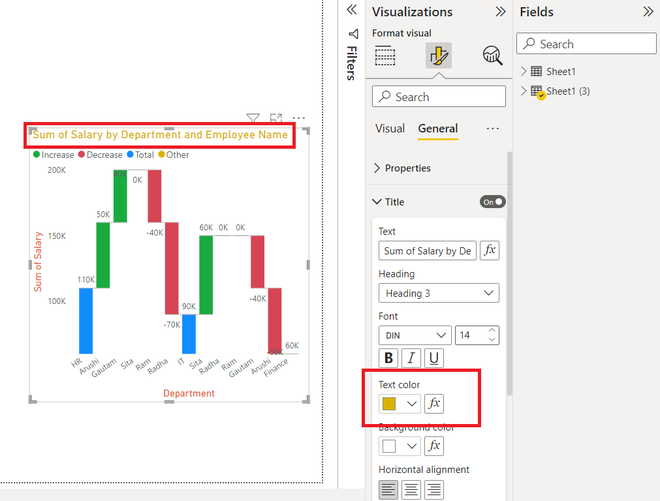 Sum of Salary by Department and Employee Name
Increase Decrease Total Other
200K
150K
100K
Sum of Salary
110K
50K
40K
0K
-40K
-70K
90K
60K
0K
0K
-40K
60K
HR
Arushi
Gautam
Sita
Ram
Radha
IT
Sita
Radha
Ram
Gautam
Arushi
Finance
Department
Filters
Visualizations
Format visual
Search
Visual General
Properties
Title On
Text
Sum of Salary by De fx
Heading
Heading 3
Font
DIN 14
B I U
Text color
fx
Background color
fx
Horizontal alignment
Fields
Search
Sheet1
Sheet1 (3)